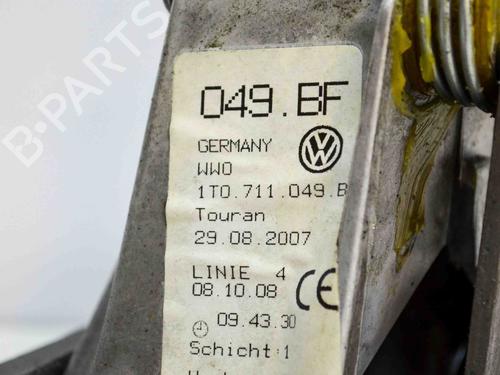 B-PARTS
049.BF
GERMANY
WWO
1T0.711.049.B
Touran
29.08.2007
LINIE 4
08.10.08
CE
09.43.30
Schicht:1